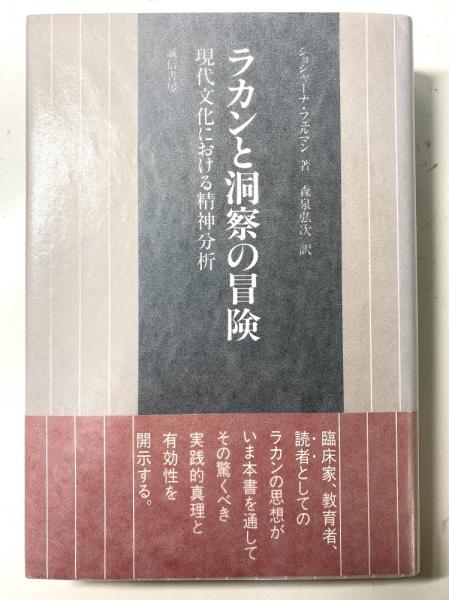 ショシャーナ・フェルマン 著 森泉弘次 訳
ラカンと洞察の冒険
現代文化における精神分析
誠信書房
臨床家、教育者、
読者としての
ラカンの思想が
いま本書を通して
その驚くべき
実践的真理と
有効性を
開示する。